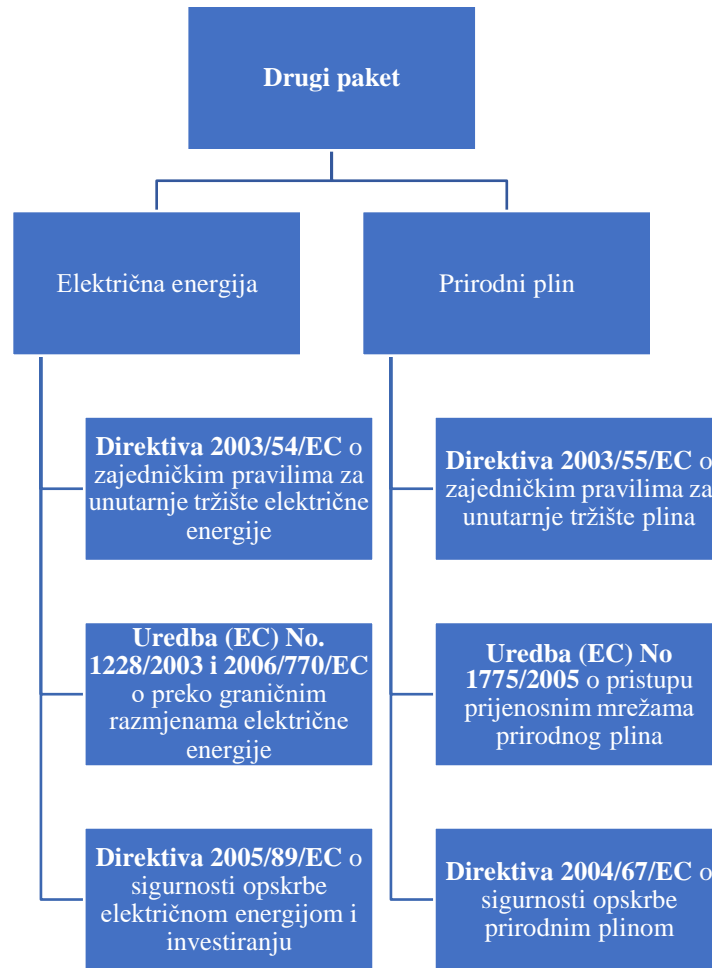 Drugi paket
Električna energija
Prirodni plin
Direktiva 2003/54/EC o
zajedničkim pravilima za
unutarnje tržište električne
energije
Uredba (EC) No.
1228/2003 i 2006/770/EC
o preko graničnim
razmjenama električne
energije
Direktiva 2005/89/EC o
sigurnosti opskrbe
električnom energijom i
investiranju
Direktiva 2003/55/EC o
zajedničkim pravilima za
unutarnje tržište plina
Uredba (EC) No
1775/2005 o pristupu
prijenosnim mrežama
prirodnog plina
Direktiva 2004/67/EC o
sigurnosti opskrbe
prirodnim plinom